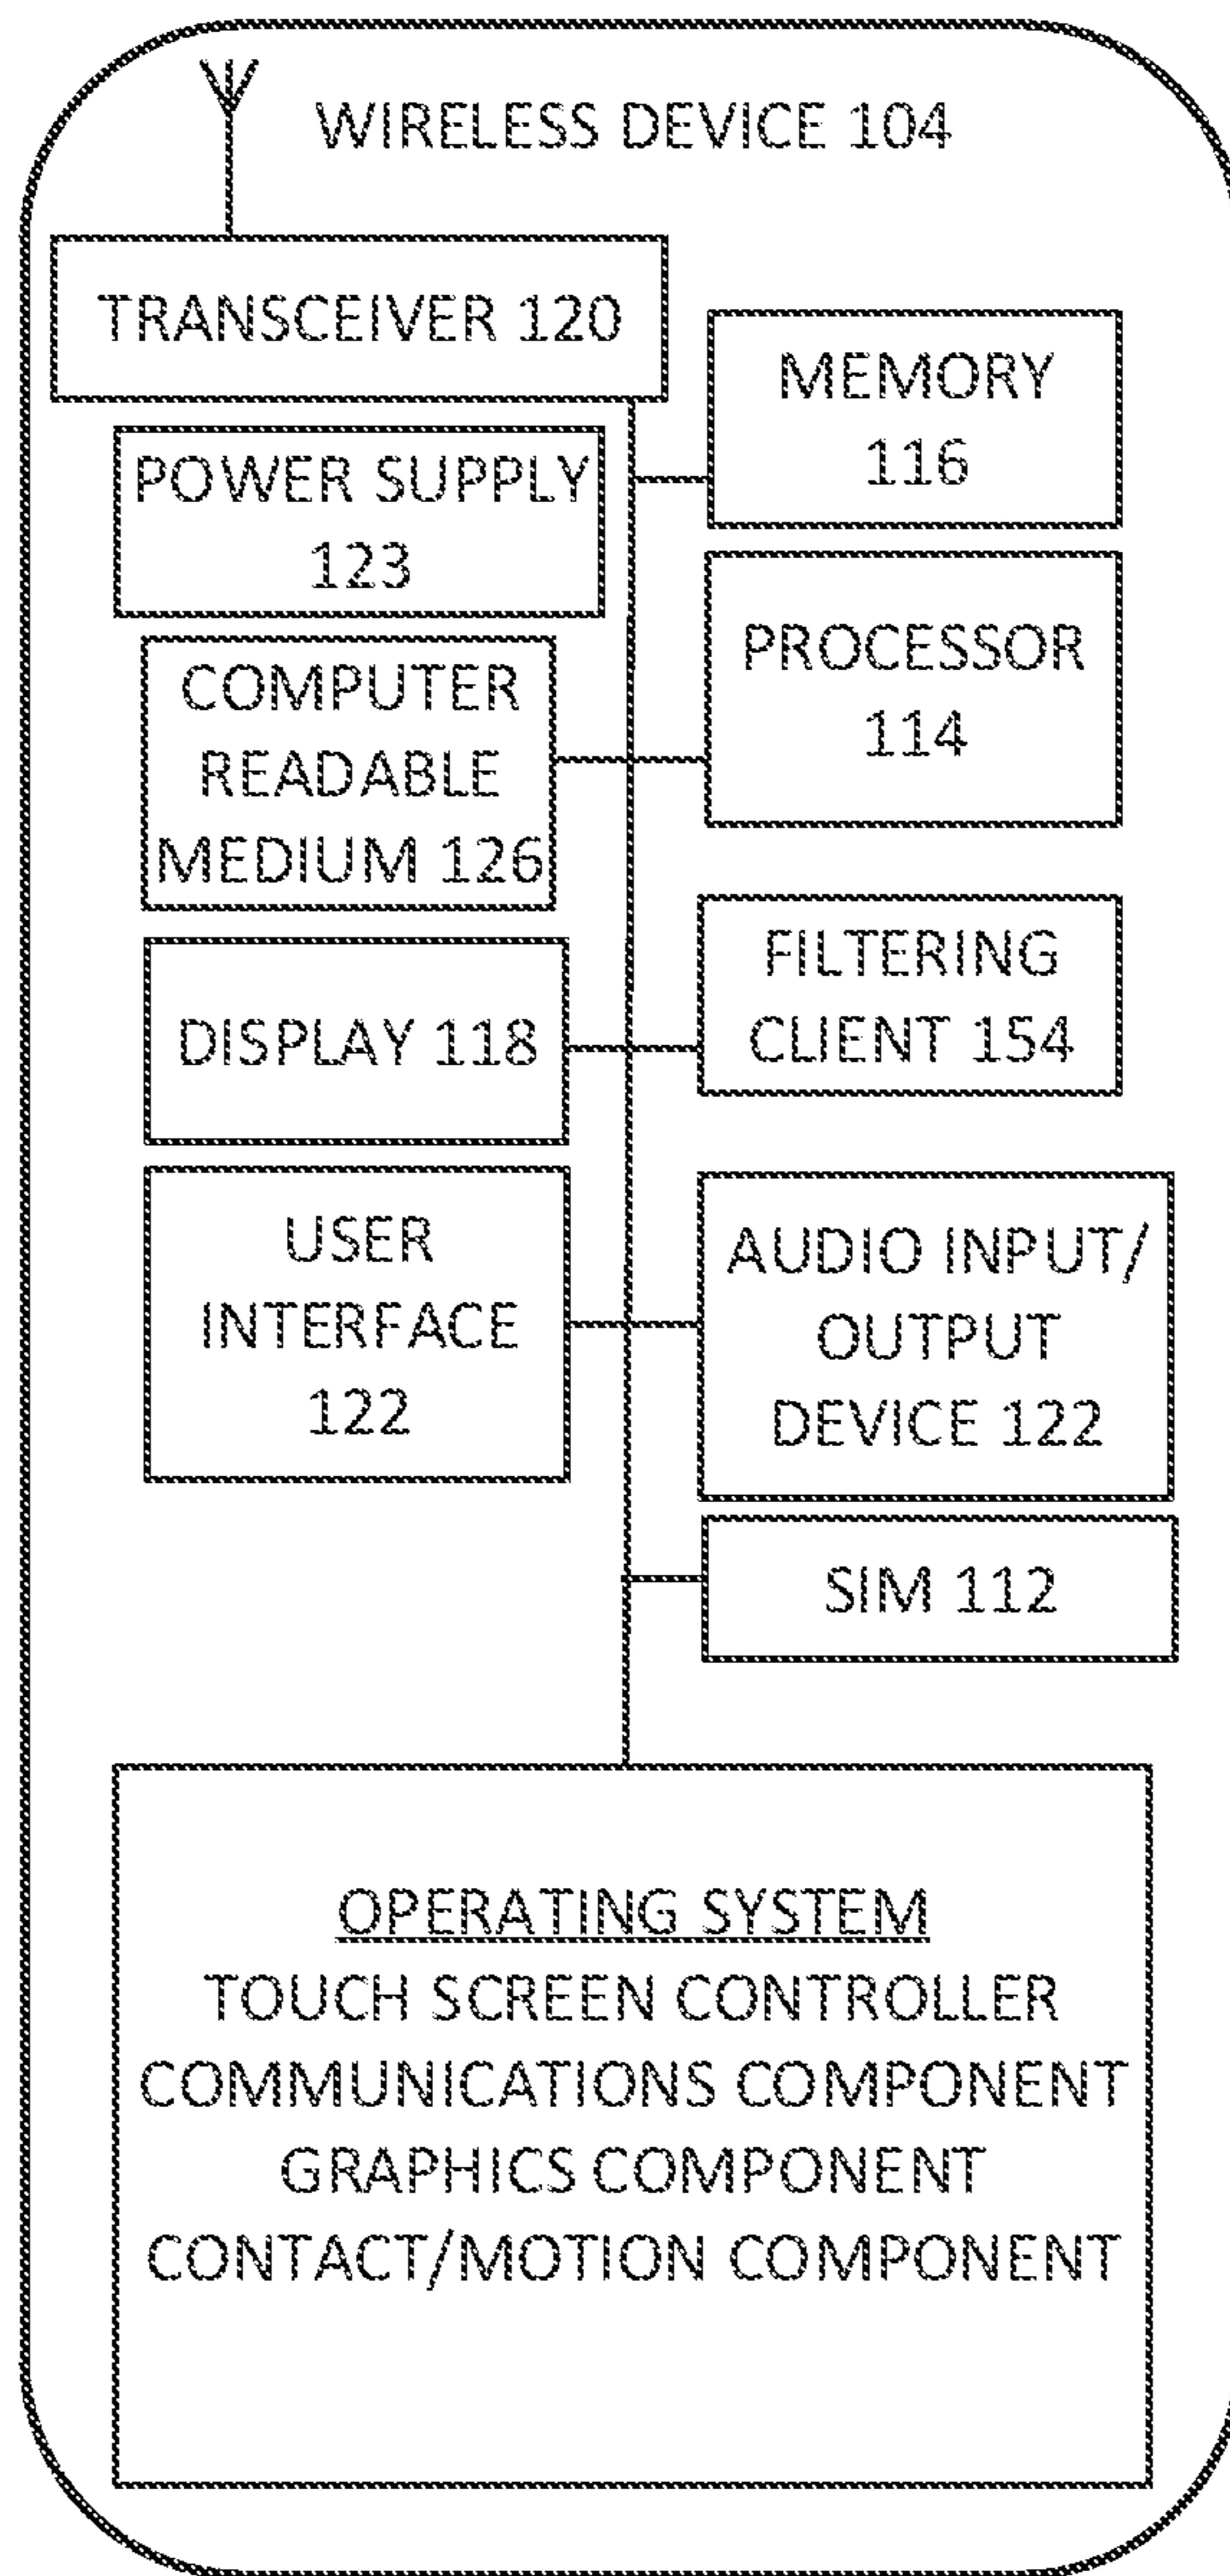 WIRELESS DEVICE 104
TRANSCEIVER 120
MEMORY
116
POWER SUPPLY
123
PROCESSOR
114
COMPUTER
READABLE
MEDIUM 126
FILTERING
CLIENT 154
DISPLAY 118
USER
INTERFACE
122
AUDIO INPUT/
OUTPUT
DEVICE 122
SIM 112
OPERATING SYSTEM
TOUCH SCREEN CONTROLLER
COMMUNICATIONS COMPONENT
GRAPHICS COMPONENT
CONTACT/MOTION COMPONENT